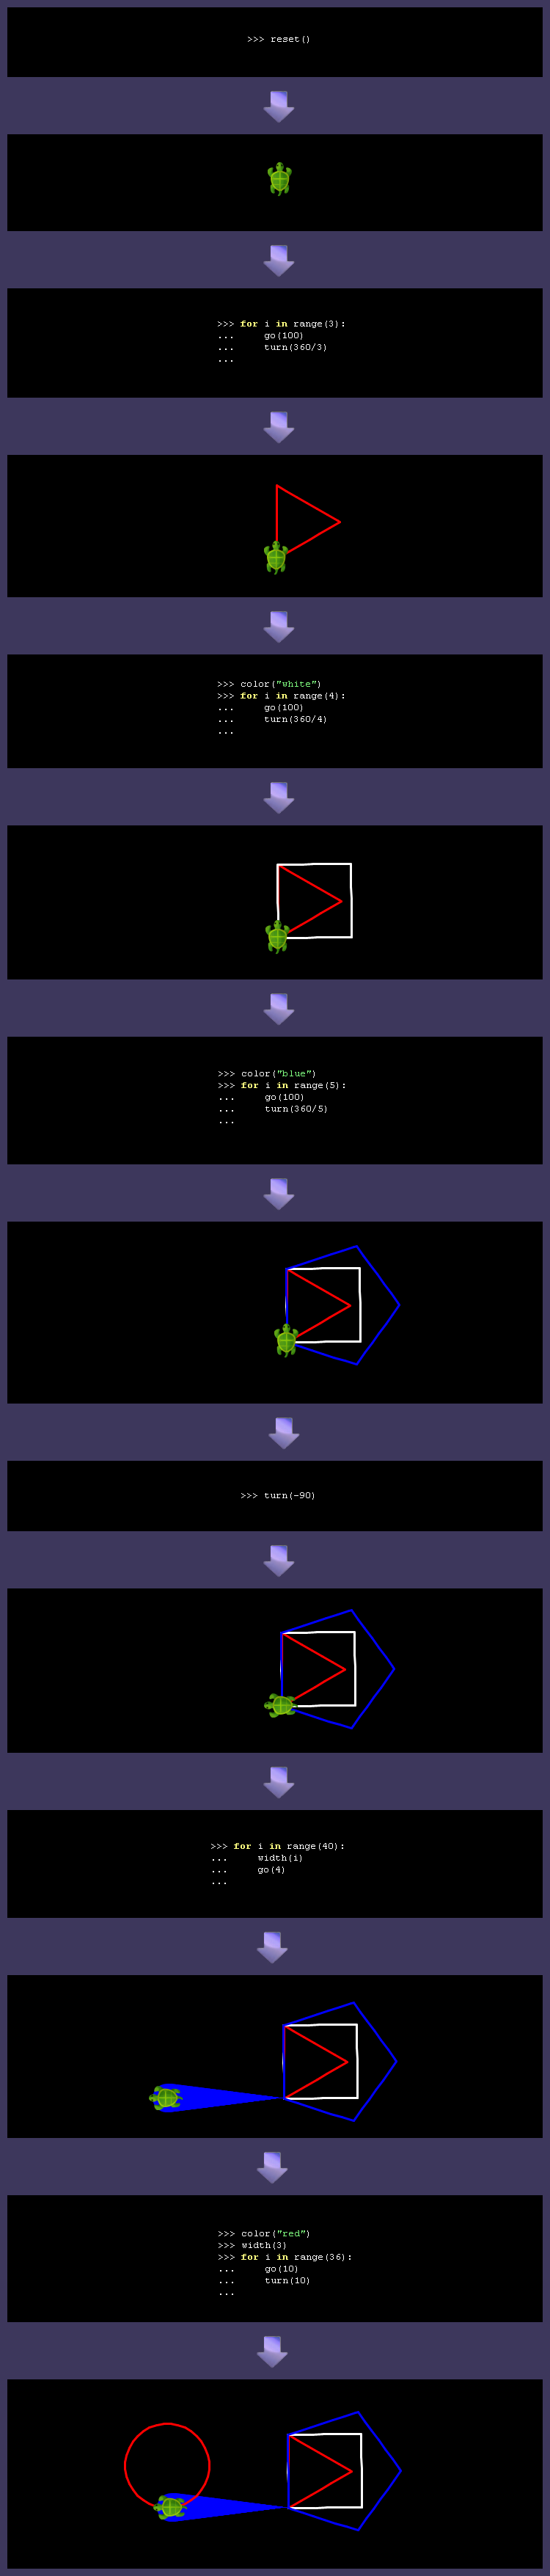 >>> reset()
>>> for i in range(3):
...     go(100)
...     turn(360/3)
...
>>> color("white")
>>> for i in range(4):
...     go(100)
...     turn(360/4)
...
>>> color("blue")
>>> for i in range(5):
...     go(100)
...     turn(360/5)
...
>>> turn(-90)
>>> for i in range(40):
...     width(i)
...     go(4)
...
>>> color("red")
>>> width(3)
>>> for i in range(36):
...     go(10)
...     turn(10)
...